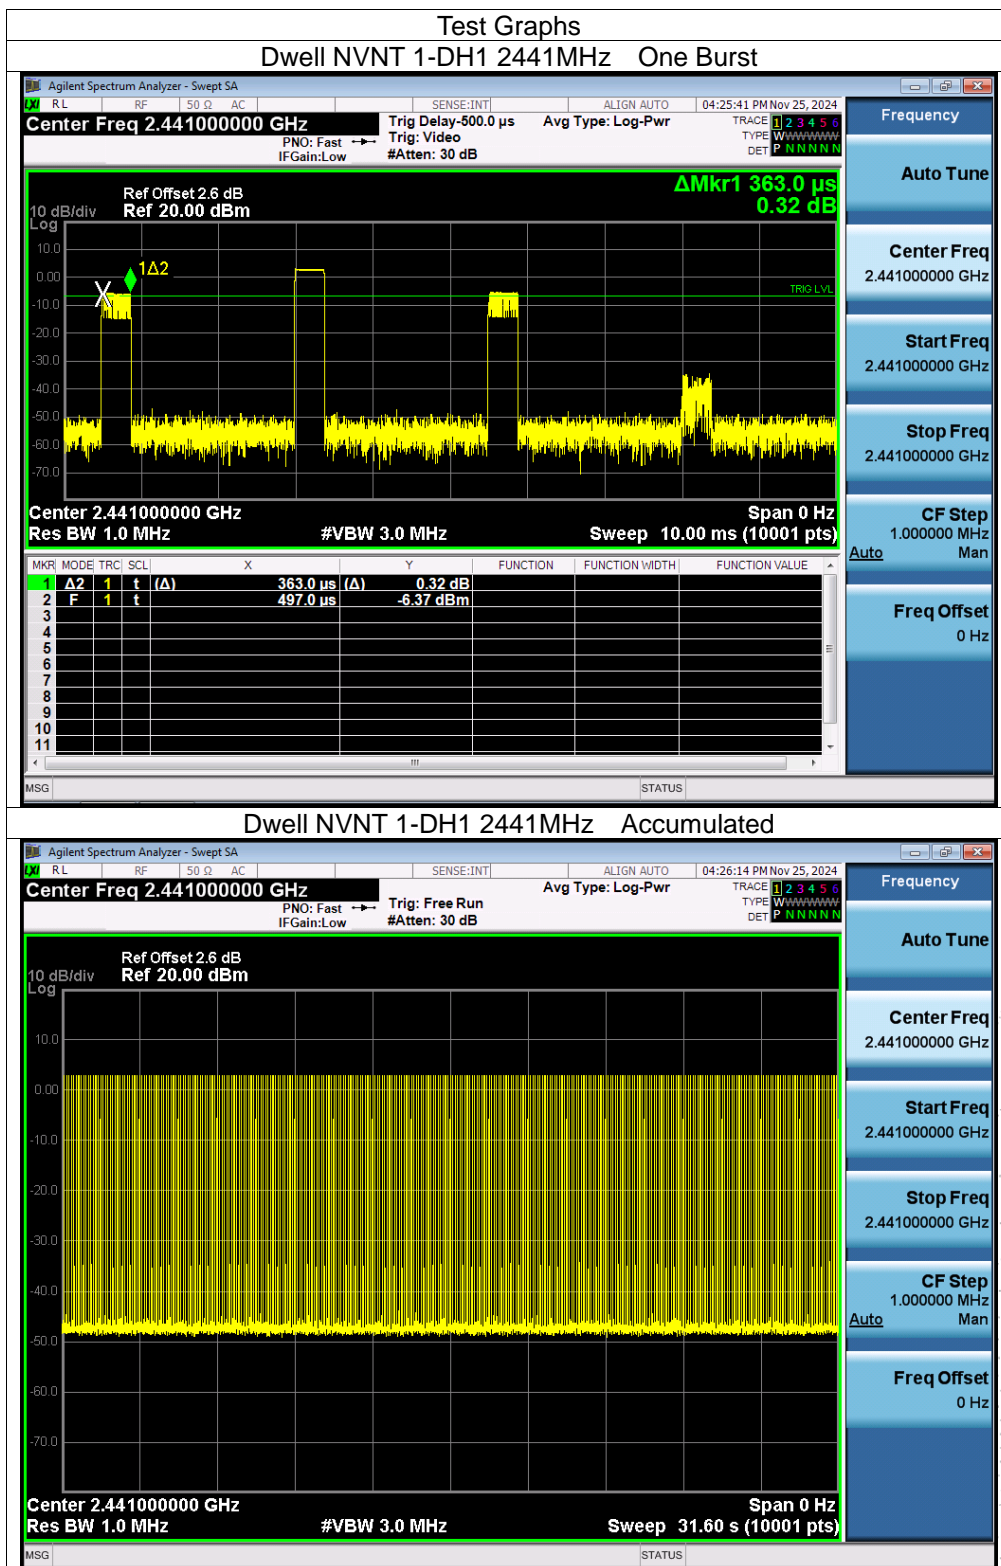 Test Graphs
Dwell NVNT 1-DH1 2441MHz One Burst
Agilent Spectrum Analyzer - Swept SA
LXI RL RF 50 Ω AC SENSE:INT ALIGN AUTO 04:25:41 PM Nov 25, 2024
Center Freq 2.441000000 GHz Trig Delay-500.0 µs Avg Type: Log-Pwr TRACE 1 2 3 4 5 6
PNO: Fast Trig: Video TYPE WWWWWW
IFGain:Low #Atten: 30 dB DET P N N N N N
Frequency
Auto Tune
ΔMkr1 363.0 µs
0.32 dB
Ref Offset 2.6 dB
10 dB/div Ref 20.00 dBm
Log
10.0
0.00
-10.0
-20.0
-30.0
-40.0
-50.0
-60.0
-70.0
1Δ2
TRIG LVL
Center 2.441000000 GHz Span 0 Hz
Res BW 1.0 MHz #VBW 3.0 MHz Sweep 10.00 ms (10001 pts)
MKR MODE TRC SCL X Y FUNCTION FUNCTION WIDTH FUNCTION VALUE
1 Δ2 1 t (Δ) 363.0 µs (Δ) 0.32 dB
2 F 1 t 497.0 µs -6.37 dBm
3
4
5
6
7
8
9
10
11
MSG STATUS
Center Freq
2.441000000 GHz
Start Freq
2.441000000 GHz
Stop Freq
2.441000000 GHz
CF Step
1.000000 MHz
Auto Man
Freq Offset
0 Hz
Dwell NVNT 1-DH1 2441MHz Accumulated
Agilent Spectrum Analyzer - Swept SA
LXI RL RF 50 Ω AC SENSE:INT ALIGN AUTO 04:26:14 PM Nov 25, 2024
Center Freq 2.441000000 GHz Avg Type: Log-Pwr TRACE 1 2 3 4 5 6
PNO: Fast Trig: Free Run TYPE WWWWWW
IFGain:Low #Atten: 30 dB DET P N N N N N
Frequency
Auto Tune
Ref Offset 2.6 dB
10 dB/div Ref 20.00 dBm
Log
10.0
0.00
-10.0
-20.0
-30.0
-40.0
-50.0
-60.0
-70.0
Center 2.441000000 GHz Span 0 Hz
Res BW 1.0 MHz #VBW 3.0 MHz Sweep 31.60 s (10001 pts)
MSG STATUS
Center Freq
2.441000000 GHz
Start Freq
2.441000000 GHz
Stop Freq
2.441000000 GHz
CF Step
1.000000 MHz
Auto Man
Freq Offset
0 Hz